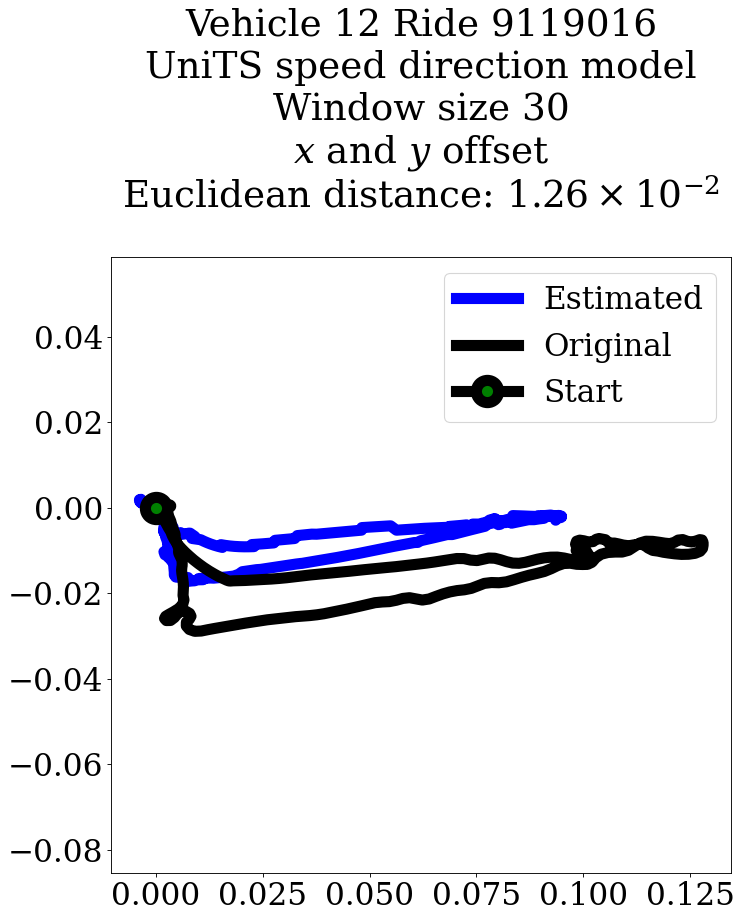 Vehicle 12 Ride 9119016
UniTS speed direction model
Window size 30
x and y offset
Euclidean distance: 1.26 × 10⁻²
Estimated
Original
Start
0.04
0.02
0.00
−0.02
−0.04
−0.06
−0.08
0.000 0.025 0.050 0.075 0.100 0.125